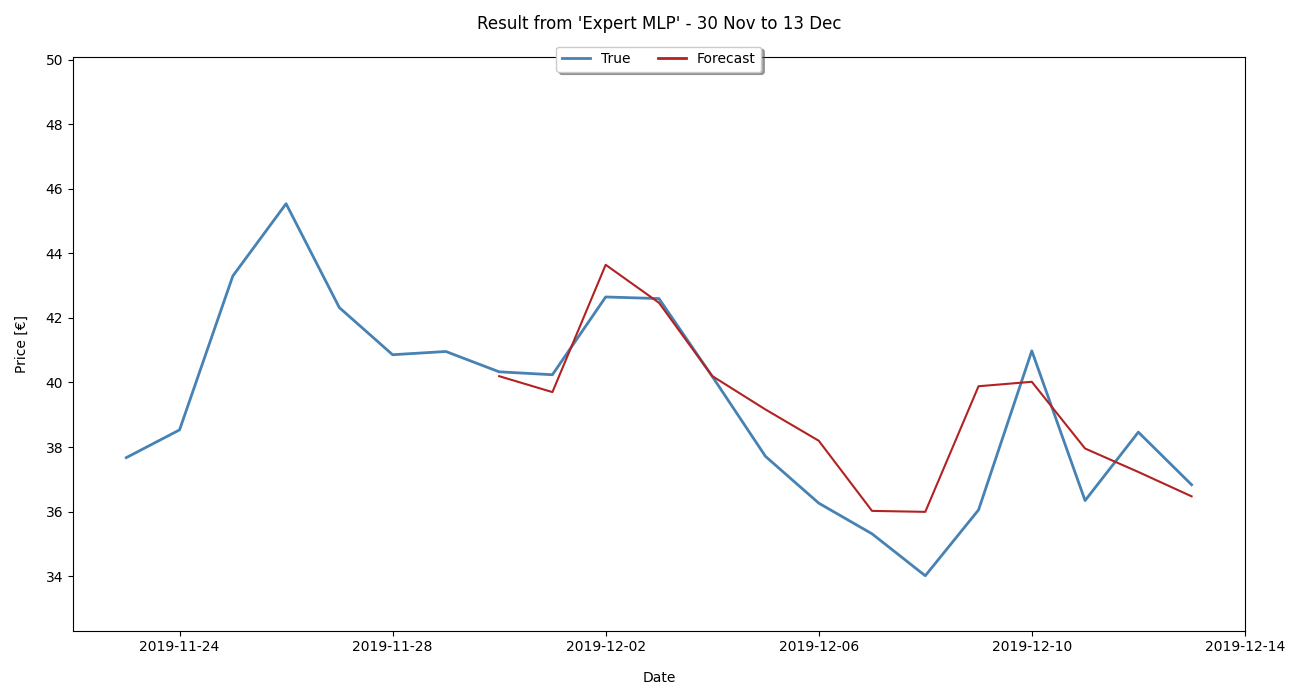 Result from 'Expert MLP' - 30 Nov to 13 Dec
True Forecast
50
48
46
44
42
40
38
36
34
Price [€]
2019-11-24 2019-11-28 2019-12-02 2019-12-06 2019-12-10 2019-12-14
Date